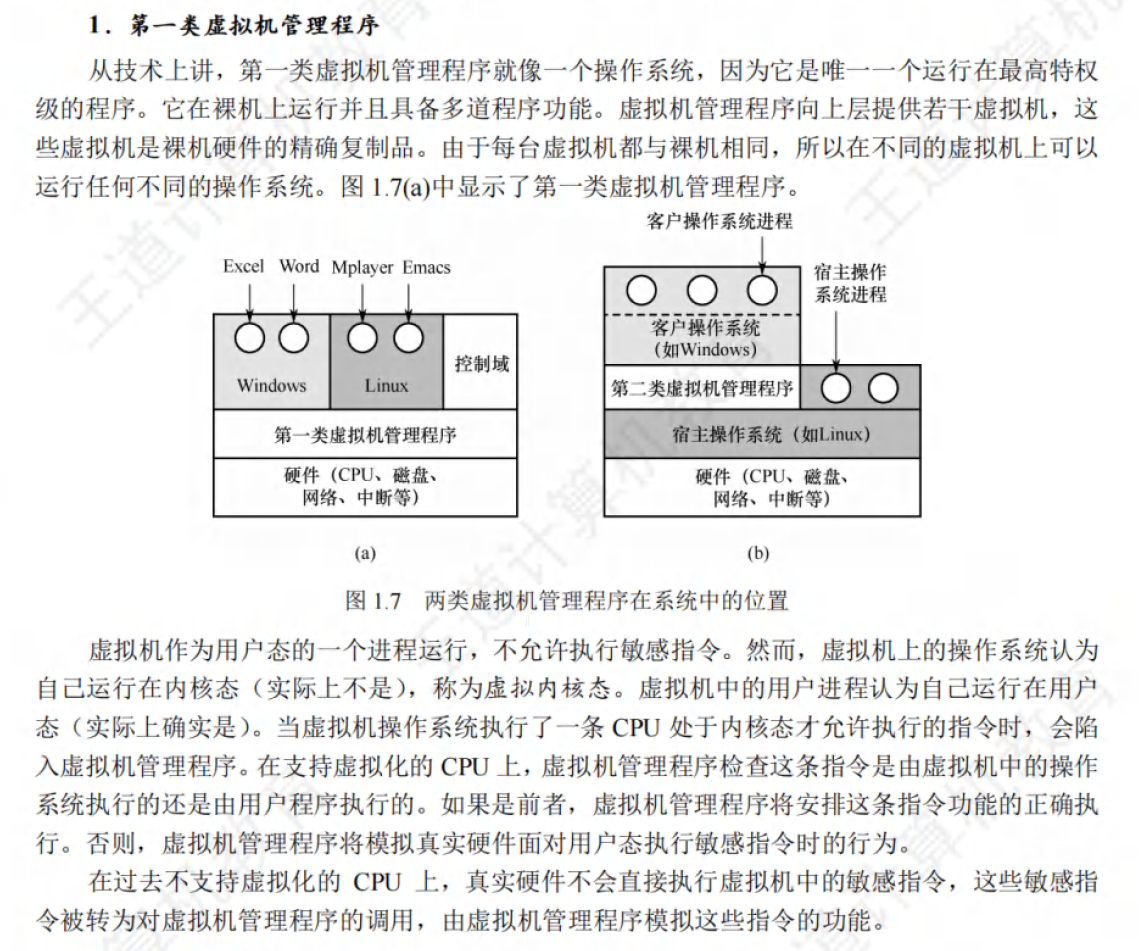 1．第一类虚拟机管理程序
从技术上讲，第一类虚拟机管理程序就像一个操作系统，因为它是唯一一个运行在最高特权
级的程序。它在裸机上运行并且具备多道程序功能。虚拟机管理程序向上层提供若干虚拟机，这
些虚拟机是裸机硬件的精确复制品。由于每台虚拟机都与裸机相同，所以在不同的虚拟机上可以
运行任何不同的操作系统。图 1.7(a)中显示了第一类虚拟机管理程序。
Excel Word Mplayer Emacs
Windows
Linux
控制域
第一类虚拟机管理程序
硬件（CPU、磁盘、
网络、中断等）
(a)
客户操作系统进程
宿主操作
系统进程
客户操作系统
（如Windows）
第二类虚拟机管理程序
宿主操作系统（如Linux）
硬件（CPU、磁盘、
网络、中断等）
(b)
图 1.7 两类虚拟机管理程序在系统中的位置
虚拟机作为用户态的一个进程运行，不允许执行敏感指令。然而，虚拟机上的操作系统认为
自己运行在内核态（实际上不是），称为虚拟内核态。虚拟机中的用户进程认为自己运行在用户
态（实际上确实是）。当虚拟机操作系统执行了一条 CPU 处于内核态才允许执行的指令时，会陷
入虚拟机管理程序。在支持虚拟化的 CPU 上，虚拟机管理程序检查这条指令是由虚拟机中的操作
系统执行的还是由用户程序执行的。如果是前者，虚拟机管理程序将安排这条指令功能的正确执
行。否则，虚拟机管理程序将模拟真实硬件面对用户态执行敏感指令时的行为。
在过去不支持虚拟化的 CPU 上，真实硬件不会直接执行虚拟机中的敏感指令，这些敏感指
令被转为对虚拟机管理程序的调用，由虚拟机管理程序模拟这些指令的功能。
王道计算机教育